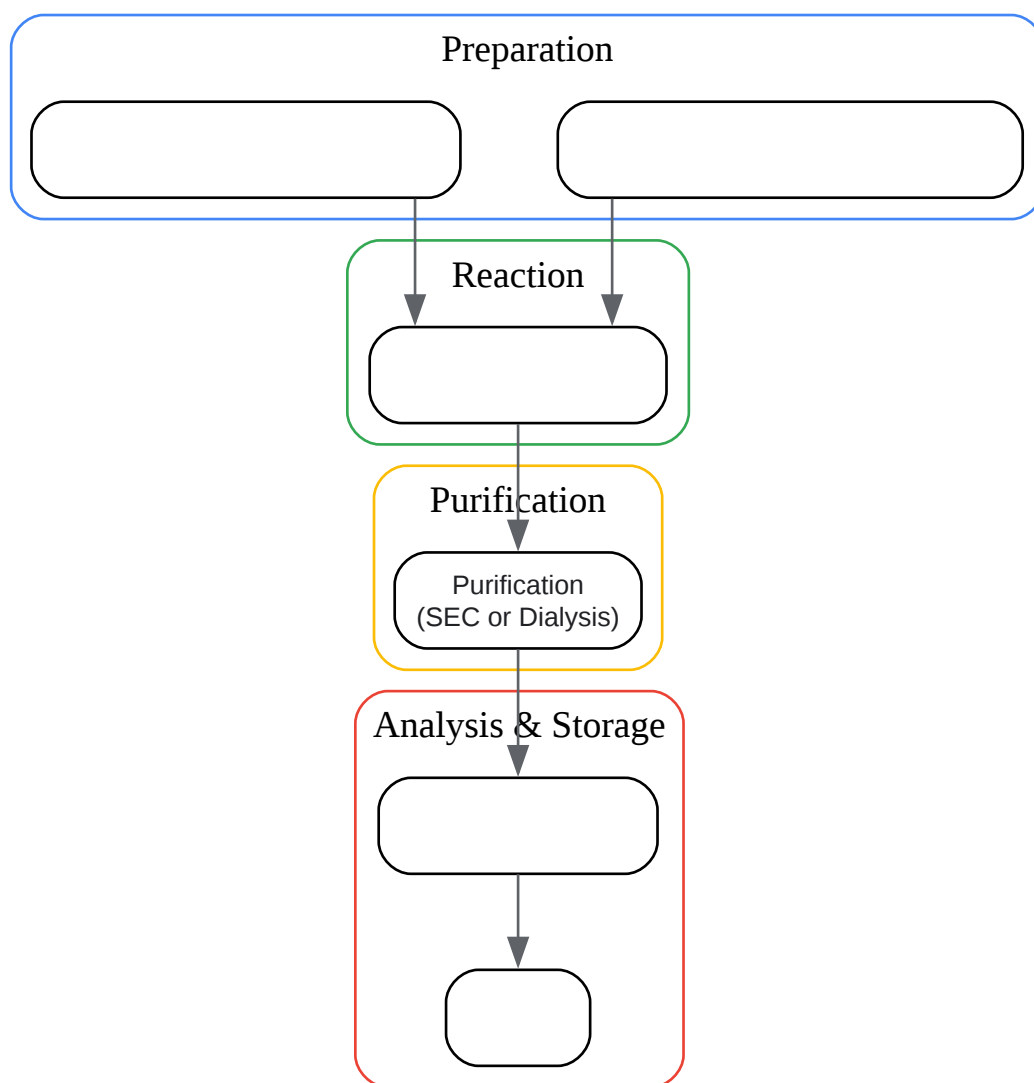 Preparation
Reaction
Purification
Purification
(SEC or Dialysis)
Analysis & Storage